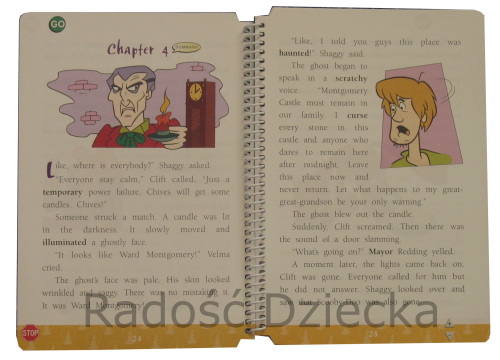 GO
Chapter 4
SUMMARY
Like, where is everybody?" Shaggy asked.
"Everyone stay calm," Clift called. "Just a
temporary power failure. Chives will get some
candles. Chives!"
Someone struck a match. A candle was lit
in the darkness. It slowly moved and
illuminated a ghostly face.
"It looks like Ward Montgomery!" Velma
cried.
The ghost's face was pale. His skin looked
wrinkled and saggy. There was no mistaking it.
It was Ward Montgomery!
STOP
24
"Like, I told you guys this place was
haunted!" Shaggy said.
The ghost began to
speak in a scratchy
voice. "Montgomery
Castle must remain in
our family. I curse
every stone in this
castle and anyone who
dares to remain here
after midnight. Leave
this place now and
never return. Let what happens to my great-
great-grandson be your only warning."
The ghost blew out the candle.
Suddenly, Clift screamed. Then there was
the sound of a door slamming.
"What's going on?" Mayor Redding yelled.
A moment later, the lights came back on.
Clift was gone. Everyone called for him but
he did not answer. Shaggy looked over and
saw that Scooby-Doo was also gone.
25
Radość Dziecka